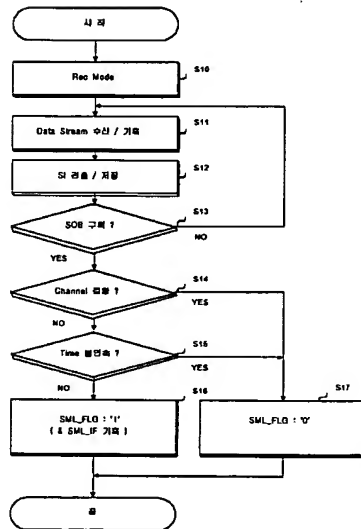 시 작
S10
Rec Mode
S11
Data Stream 수신 / 기록
S12
SI 검출 / 저장
S13
SOB 구획 ?
NO
YES
S14
Channel 전환 ?
YES
NO
S15
Time 불연속 ?
YES
NO
S16
S17
SML_FLG : '1'
( & SML_IF 기록 )
SML_FLG : '0'
끝